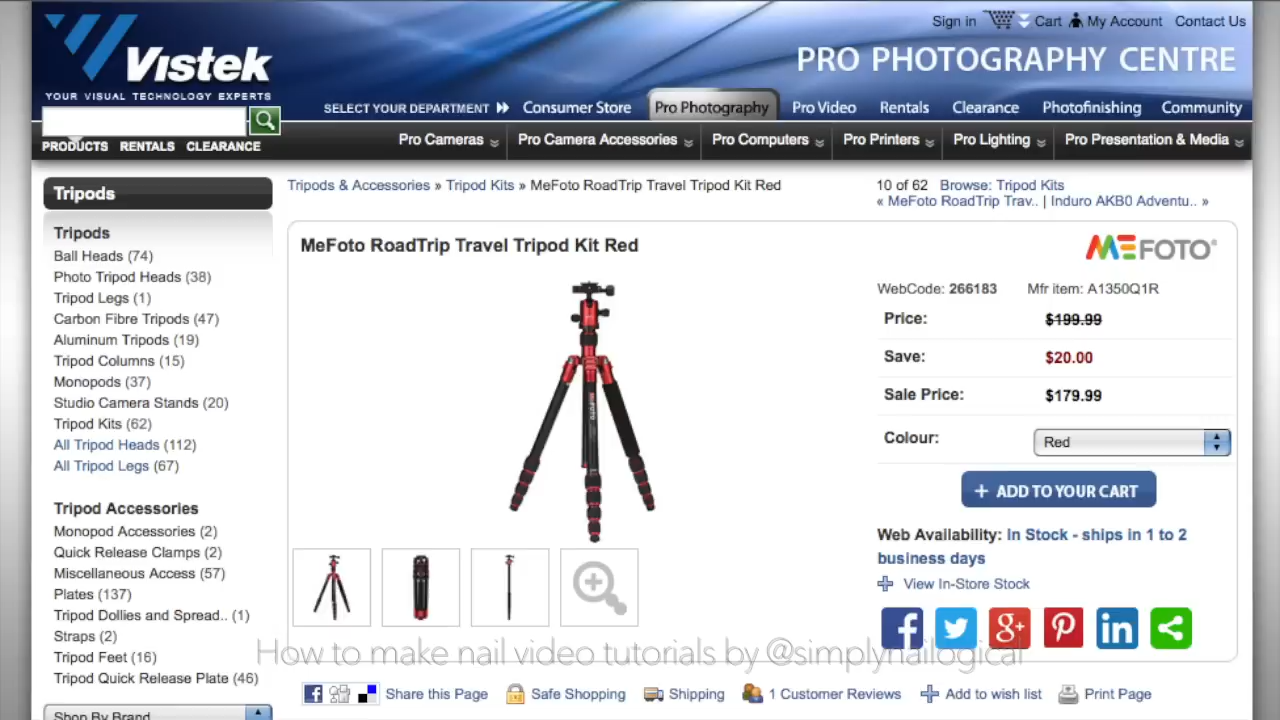 Sign in Cart My Account Contact Us
Vistek
YOUR VISUAL TECHNOLOGY EXPERTS
PRO PHOTOGRAPHY CENTRE
SELECT YOUR DEPARTMENT Consumer Store Pro Photography Pro Video Rentals Clearance Photofinishing Community
PRODUCTS RENTALS CLEARANCE
Pro Cameras Pro Camera Accessories Pro Computers Pro Printers Pro Lighting Pro Presentation & Media
Tripods
Tripods
Ball Heads (74)
Photo Tripod Heads (38)
Tripod Legs (1)
Carbon Fibre Tripods (47)
Aluminum Tripods (19)
Tripod Columns (15)
Monopods (37)
Studio Camera Stands (20)
Tripod Kits (62)
All Tripod Heads (112)
All Tripod Legs (67)
Tripod Accessories
Monopod Accessories (2)
Quick Release Clamps (2)
Miscellaneous Access (57)
Plates (137)
Tripod Dollies and Spread.. (1)
Straps (2)
Tripod Feet (16)
Tripod Quick Release Plate (46)
Shop By Brand
Tripods & Accessories » Tripod Kits » MeFoto RoadTrip Travel Tripod Kit Red
10 of 62 Browse: Tripod Kits
« MeFoto RoadTrip Trav.. | Induro AKB0 Adventu.. »
MeFoto RoadTrip Travel Tripod Kit Red
MEFOTO®
WebCode: 266183 Mfr item: A1350Q1R
Price: $199.99
Save: $20.00
Sale Price: $179.99
Colour: Red
+ ADD TO YOUR CART
Web Availability: In Stock - ships in 1 to 2
business days
View In-Store Stock
How to make nail video tutorials by @simplynailogical
Share this Page Safe Shopping Shipping 1 Customer Reviews Add to wish list Print Page